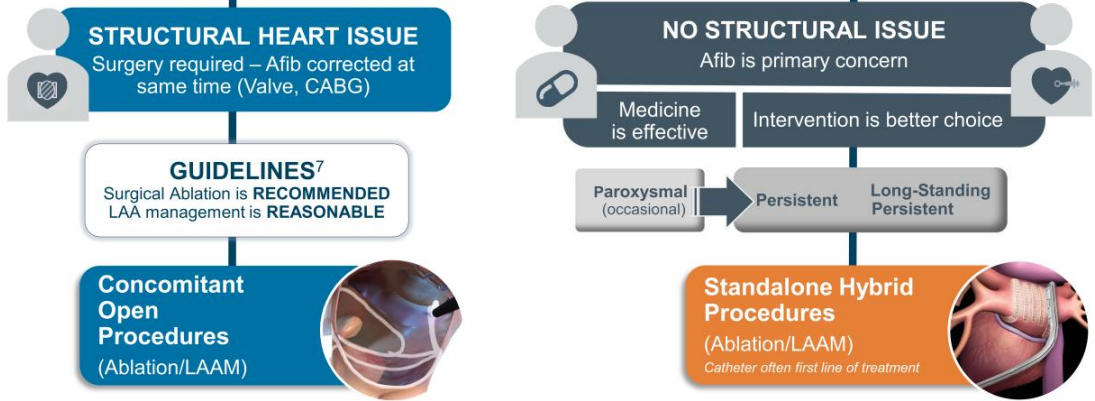 STRUCTURAL HEART ISSUE
Surgery required – Afib corrected at
same time (Valve, CABG)
GUIDELINES⁷
Surgical Ablation is RECOMMENDED
LAA management is REASONABLE
Concomitant
Open
Procedures
(Ablation/LAAM)
NO STRUCTURAL ISSUE
Afib is primary concern
Medicine
is effective
Intervention is better choice
Paroxysmal
(occasional)
Persistent
Long-Standing
Persistent
Standalone Hybrid
Procedures
(Ablation/LAAM)
Catheter often first line of treatment